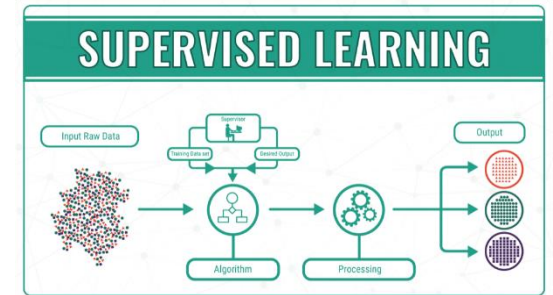 SUPERVISED LEARNING
Input Raw Data
Supervisor
Training Data set
Desired Output
Algorithm
Processing
Output